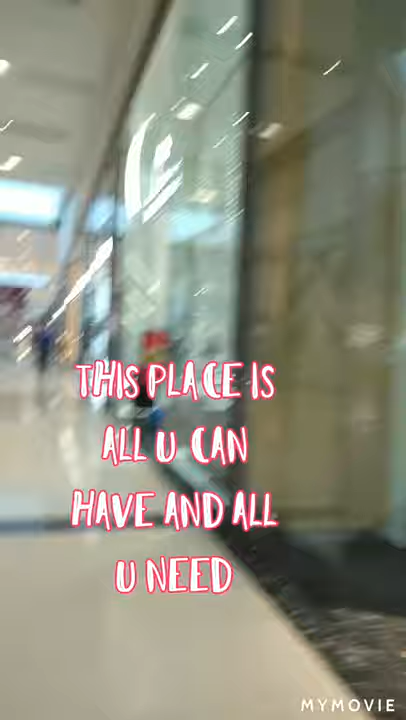 THIS PLACE IS
ALL U CAN
HAVE AND ALL
U NEED
MYMOVIE